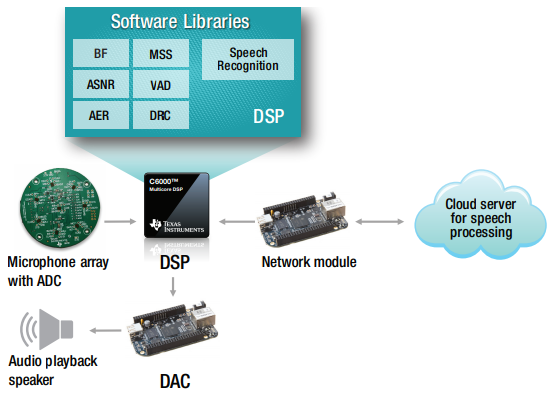 Software Libraries
BF
MSS
Speech
Recognition
ASNR
VAD
AER
DRC
DSP
C6000™
Multicore DSP
TEXAS
INSTRUMENTS
Cloud server
for speech
processing
Microphone array
with ADC
DSP
Network module
Audio playback
speaker
DAC